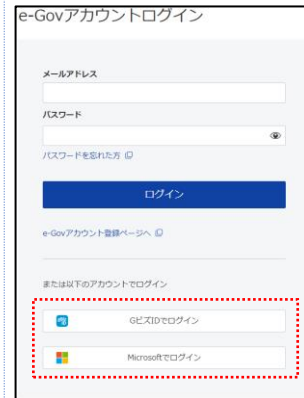 e-Govアカウントログイン
メールアドレス
パスワード
パスワードを忘れた方
ログイン
e-Govアカウント登録ページへ
または以下のアカウントでログイン
GビズIDでログイン
Microsoftでログイン